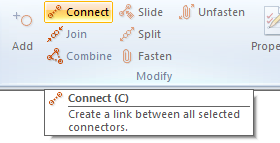 Connect Slide Unfasten
Add Join Split Prope
Combine Fasten
Modify
Connect (C)
Create a link between all selected
connectors.